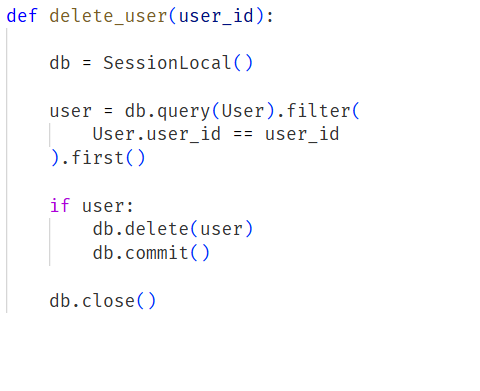 def delete_user(user_id):
db = SessionLocal()
user = db.query(User).filter(
User.user_id == user_id
).first()
if user:
db.delete(user)
db.commit()
db.close()